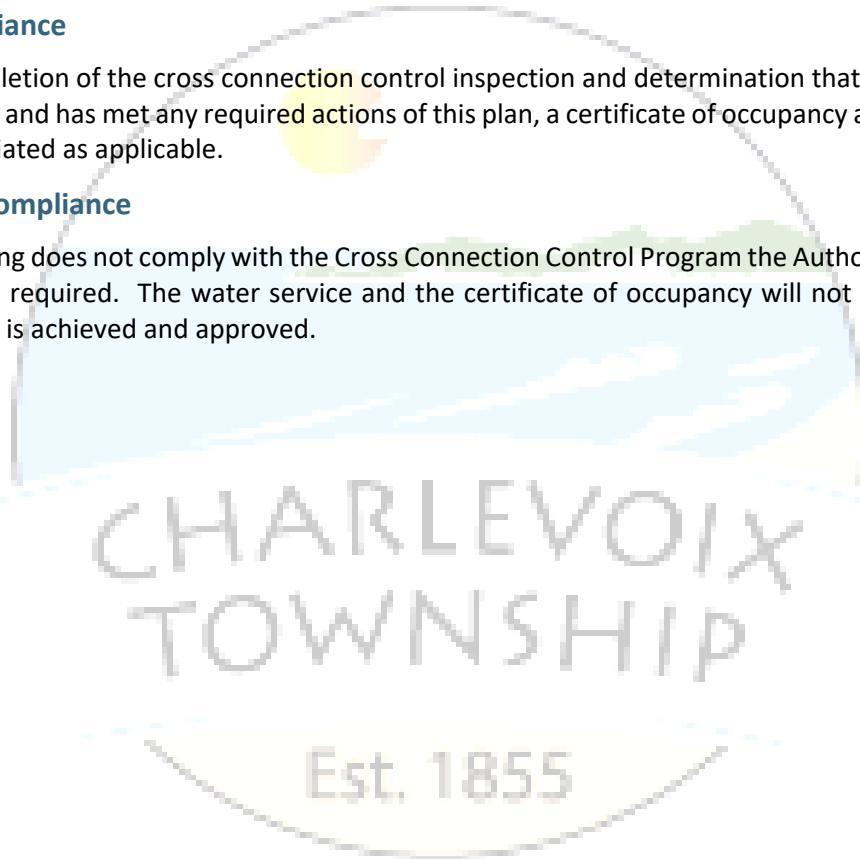 iance
letion of the cross connection control inspection and determination that
and has met any required actions of this plan, a certificate of occupancy a
iated as applicable.
ompliance
ng does not comply with the Cross Connection Control Program the Autho
required. The water service and the certificate of occupancy will not
is achieved and approved.
CHARLEVOIX
TOWNSHIP
Est. 1855